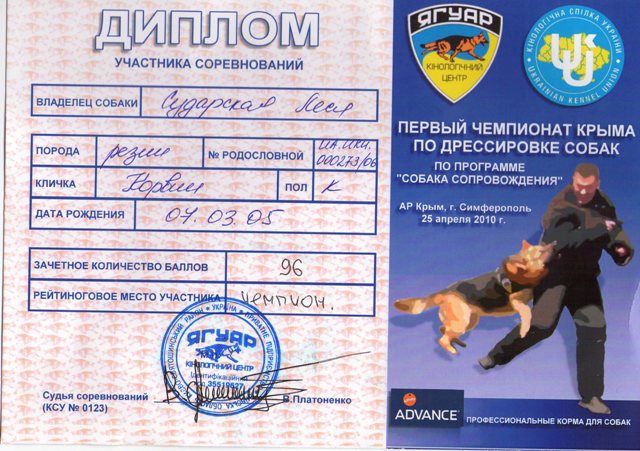 ДИПЛОМ
УЧАСТНИКА СОРЕВНОВАНИЙ
ВЛАДЕЛЕЦ СОБАКИ Сударская Леся
ПОРОДА ризен № РОДОСЛОВНОЙ 000273/06
КЛИЧКА ПОЛ К
ДАТА РОЖДЕНИЯ 07.03.05
ЗАЧЕТНОЕ КОЛИЧЕСТВО БАЛЛОВ 96
РЕЙТИНГОВОЕ МЕСТО УЧАСТНИКА чемпион.
ЯГУАР
КІНОЛОГІЧНИЙ ЦЕНТР
Судья соревнований
(КСУ № 0123)
В.Платоненко
ЯГУАР
КІНОЛОГІЧНИЙ
ЦЕНТР
КІНОЛОГІЧНА СПІЛКА УКРАЇНИ
UKU
UKRAINIAN KENNEL UNION
ПЕРВЫЙ ЧЕМПИОНАТ КРЫМА
ПО ДРЕССИРОВКЕ СОБАК
ПО ПРОГРАММЕ
"СОБАКА СОПРОВОЖДЕНИЯ"
АР Крым, г. Симферополь
25 апреля 2010 г.
ADVANCE
ПРОФЕССИОНАЛЬНЫЕ КОРМА ДЛЯ СОБАК